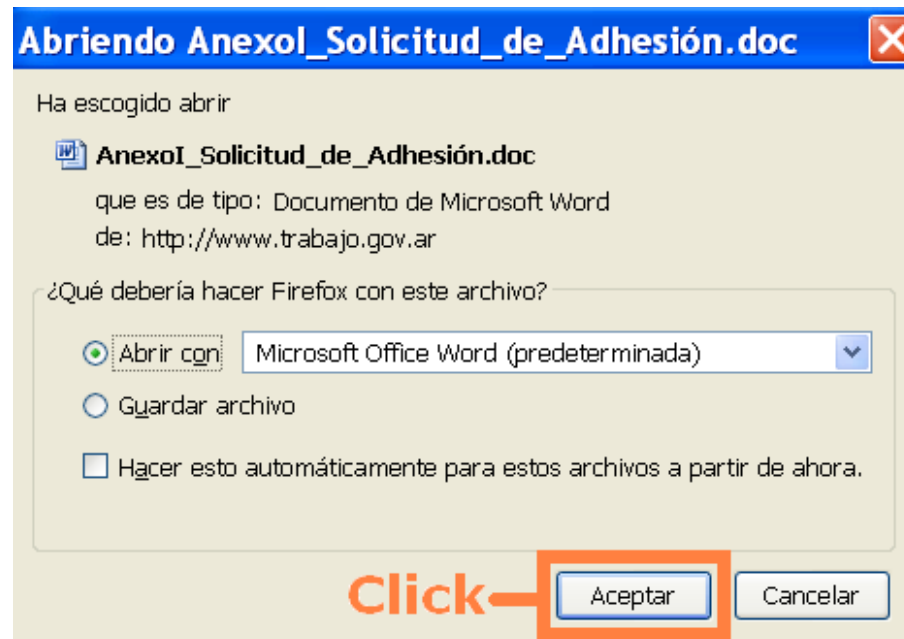 Abriendo AnexoI_Solicitud_de_Adhesión.doc
Ha escogido abrir
AnexoI_Solicitud_de_Adhesión.doc
que es de tipo: Documento de Microsoft Word
de: http://www.trabajo.gov.ar
¿Qué debería hacer Firefox con este archivo?
Abrir con Microsoft Office Word (predeterminada)
Guardar archivo
Hacer esto automáticamente para estos archivos a partir de ahora.
Click Aceptar Cancelar